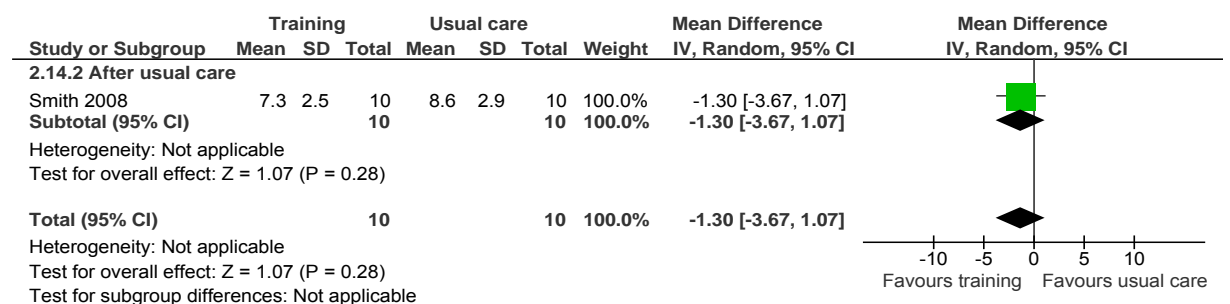 Training Usual care Mean Difference Mean Difference
Study or Subgroup Mean SD Total Mean SD Total Weight IV, Random, 95% CI IV, Random, 95% CI
2.14.2 After usual care
Smith 2008 7.3 2.5 10 8.6 2.9 10 100.0% -1.30 [-3.67, 1.07]
Subtotal (95% CI) 10 10 100.0% -1.30 [-3.67, 1.07]
Heterogeneity: Not applicable
Test for overall effect: Z = 1.07 (P = 0.28)
Total (95% CI) 10 10 100.0% -1.30 [-3.67, 1.07]
Heterogeneity: Not applicable
Test for overall effect: Z = 1.07 (P = 0.28)
Test for subgroup differences: Not applicable
-10 -5 0 5 10
Favours training Favours usual care